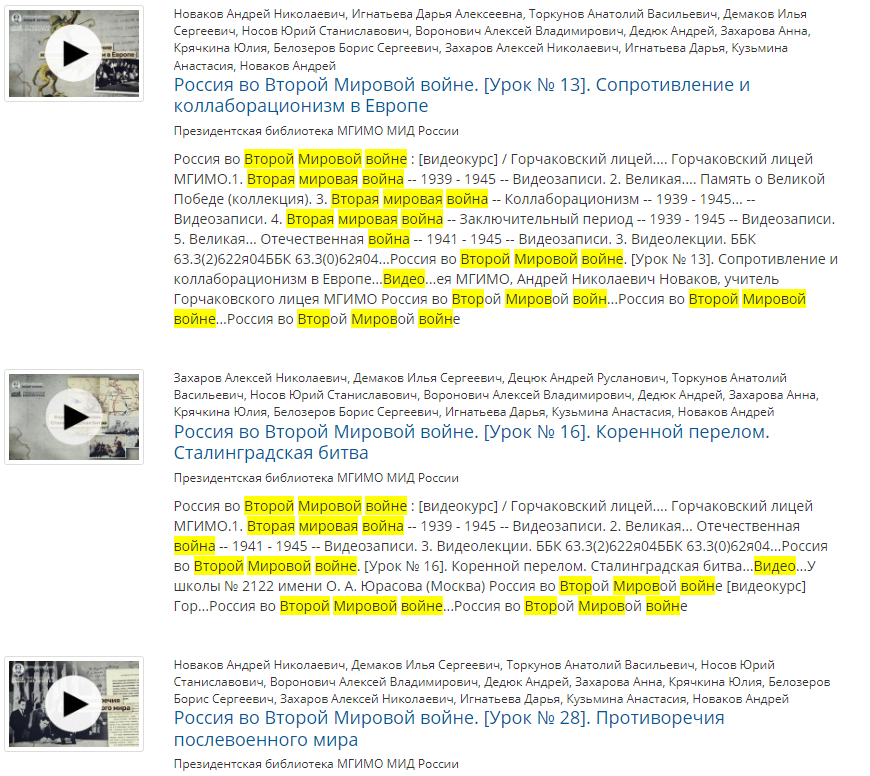 Новаков Андрей Николаевич, Игнатьева Дарья Алексеевна, Торкунов Анатолий Васильевич, Демаков Илья
Сергеевич, Носов Юрий Станиславович, Воронович Алексей Владимирович, Дедюк Андрей, Захарова Анна,
Крячкина Юлия, Белозеров Борис Сергеевич, Захаров Алексей Николаевич, Игнатьева Дарья, Кузьмина
Анастасия, Новаков Андрей
Россия во Второй Мировой войне. [Урок № 13]. Сопротивление и
коллаборационизм в Европе
Президентская библиотека МГИМО МИД России
Россия во Второй Мировой войне : [видеокурс] / Горчаковский лицей.... Горчаковский лицей
МГИМО.1. Вторая мировая война -- 1939 - 1945 -- Видеозаписи. 2. Великая.... Память о Великой
Победе (коллекция). 3. Вторая мировая война -- Коллаборационизм -- 1939 - 1945... --
Видеозаписи. 4. Вторая мировая война -- Заключительный период -- 1939 - 1945 -- Видеозаписи.
5. Великая... Отечественная война -- 1941 - 1945 -- Видеозаписи. 3. Видеолекции. ББК
63.3(2)622я04ББК 63.3(0)62я04...Россия во Второй Мировой войне. [Урок № 13]. Сопротивление и
коллаборационизм в Европе...Видео...ея МГИМО, Андрей Николаевич Новаков, учитель
Горчаковского лицея МГИМО Россия во Второй Мировой войн...Россия во Второй Мировой
войне...Россия во Второй Мировой войне
Захаров Алексей Николаевич, Демаков Илья Сергеевич, Децюк Андрей Русланович, Торкунов Анатолий
Васильевич, Носов Юрий Станиславович, Воронович Алексей Владимирович, Дедюк Андрей, Захарова Анна,
Крячкина Юлия, Белозеров Борис Сергеевич, Игнатьева Дарья, Кузьмина Анастасия, Новаков Андрей
Россия во Второй Мировой войне. [Урок № 16]. Коренной перелом.
Сталинградская битва
Президентская библиотека МГИМО МИД России
Россия во Второй Мировой войне : [видеокурс] / Горчаковский лицей.... Горчаковский лицей
МГИМО.1. Вторая мировая война -- 1939 - 1945 -- Видеозаписи. 2. Великая... Отечественная
война -- 1941 - 1945 -- Видеозаписи. 3. Видеолекции. ББК 63.3(2)622я04ББК 63.3(0)62я04...Россия
во Второй Мировой войне. [Урок № 16]. Коренной перелом. Сталинградская битва...Видео...У
школы № 2122 имени О. А. Юрасова (Москва) Россия во Второй Мировой войне [видеокурс]
Гор...Россия во Второй Мировой войне...Россия во Второй Мировой войне
Новаков Андрей Николаевич, Демаков Илья Сергеевич, Торкунов Анатолий Васильевич, Носов Юрий
Станиславович, Воронович Алексей Владимирович, Дедюк Андрей, Захарова Анна, Крячкина Юлия, Белозеров
Борис Сергеевич, Захаров Алексей Николаевич, Игнатьева Дарья, Кузьмина Анастасия, Новаков Андрей
Россия во Второй Мировой войне. [Урок № 28]. Противоречия
послевоенного мира
Президентская библиотека МГИМО МИД России